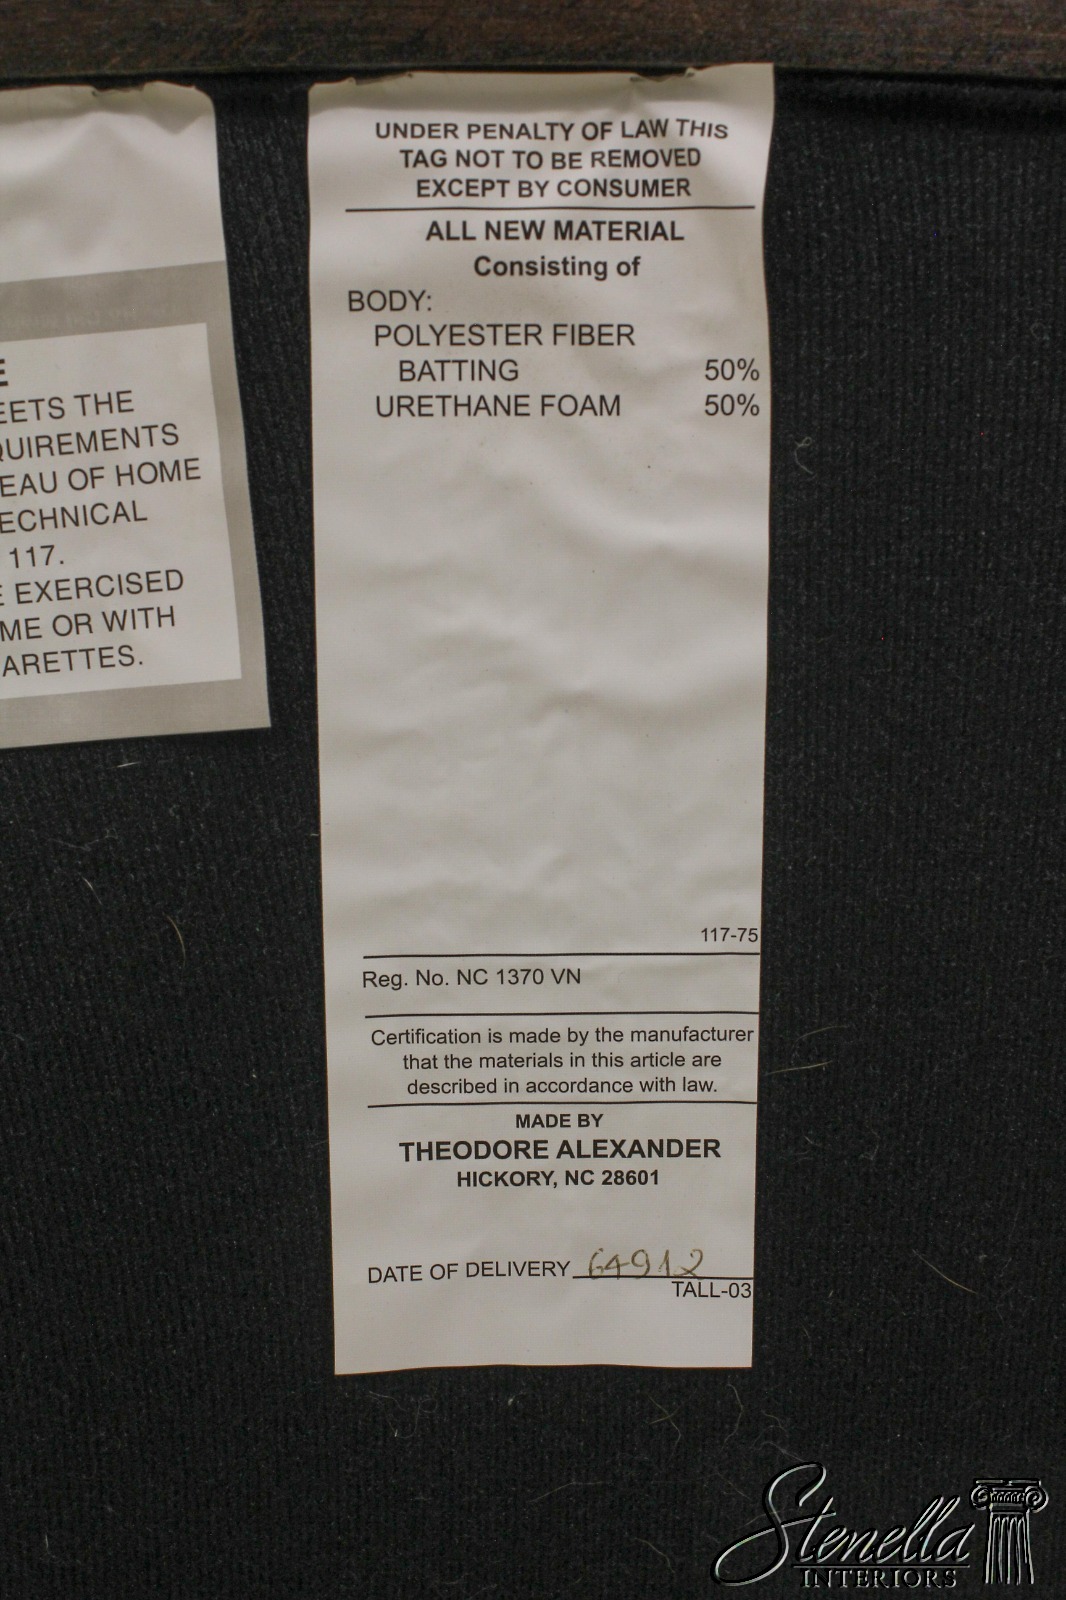 UNDER PENALTY OF LAW THIS
TAG NOT TO BE REMOVED
EXCEPT BY CONSUMER
ALL NEW MATERIAL
Consisting of
BODY:
POLYESTER FIBER
BATTING 50%
URETHANE FOAM 50%
117-75
Reg. No. NC 1370 VN
Certification is made by the manufacturer
that the materials in this article are
described in accordance with law.
MADE BY
THEODORE ALEXANDER
HICKORY, NC 28601
DATE OF DELIVERY 64912
TALL-03
E
EETS THE
QUIREMENTS
EAU OF HOME
ECHNICAL
117.
E EXERCISED
ME OR WITH
ARETTES.
Stenella
INTERIORS